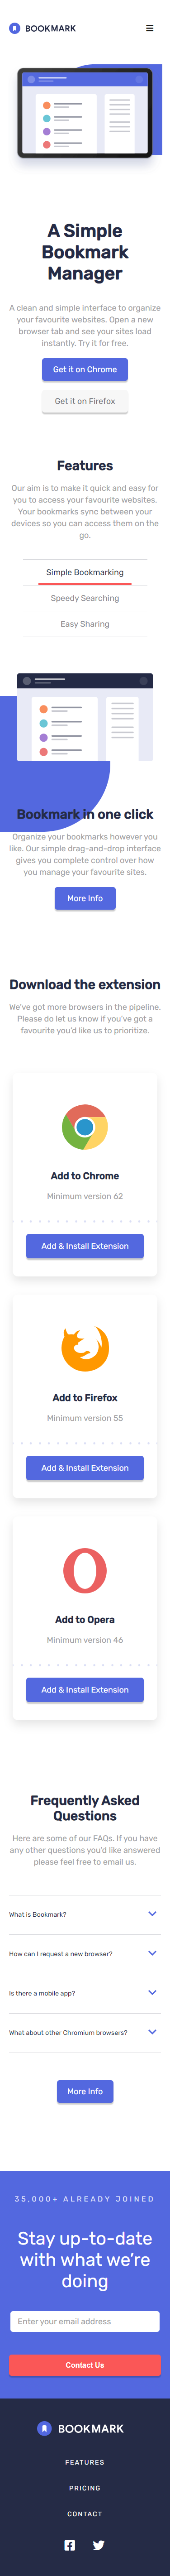 BOOKMARK
A Simple
Bookmark
Manager
A clean and simple interface to organize
your favourite websites. Open a new
browser tab and see your sites load
instantly. Try it for free.
Get it on Chrome
Get it on Firefox
Features
Our aim is to make it quick and easy for
you to access your favourite websites.
Your bookmarks sync between your
devices so you can access them on the
go.
Simple Bookmarking
Speedy Searching
Easy Sharing
Bookmark in one click
Organize your bookmarks however you
like. Our simple drag-and-drop interface
gives you complete control over how
you manage your favourite sites.
More Info
Download the extension
We've got more browsers in the pipeline.
Please do let us know if you've got a
favourite you'd like us to prioritize.
Add to Chrome
Minimum version 62
Add & Install Extension
Add to Firefox
Minimum version 55
Add & Install Extension
Add to Opera
Minimum version 46
Add & Install Extension
Frequently Asked
Questions
Here are some of our FAQs. If you have
any other questions you'd like answered
please feel free to email us.
What is Bookmark?
How can I request a new browser?
Is there a mobile app?
What about other Chromium browsers?
More Info
35,000+ ALREADY JOINED
Stay up-to-date
with what we're
doing
Enter your email address
Contact Us
BOOKMARK
FEATURES
PRICING
CONTACT